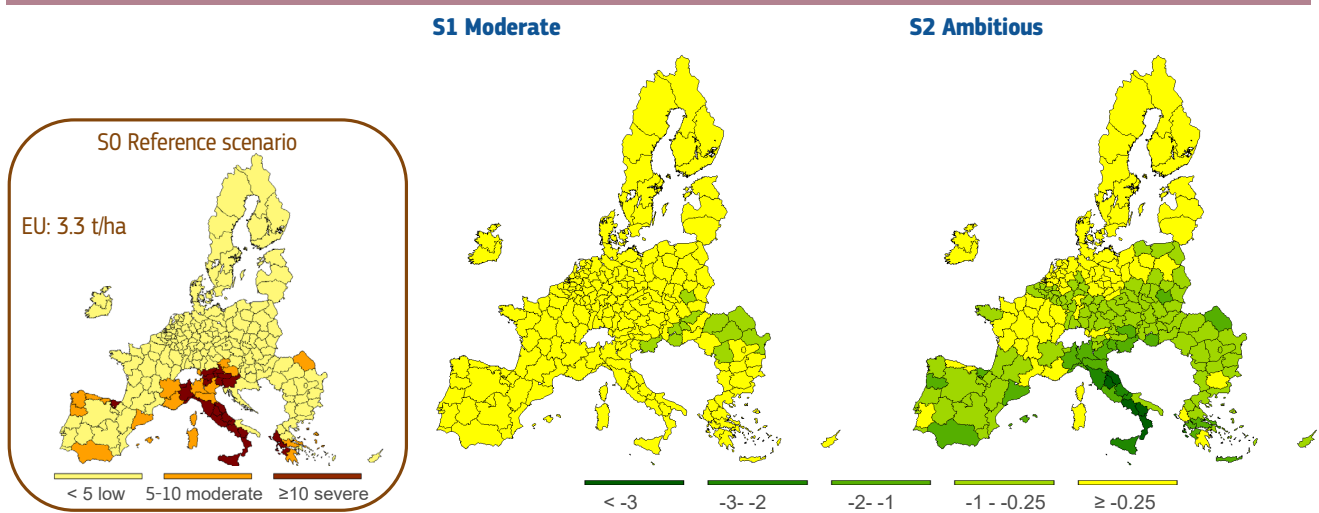 S1 Moderate
S2 Ambitious
S0 Reference scenario
EU: 3.3 t/ha
< 5 low
5-10 moderate
≥10 severe
< -3
-3- -2
-2- -1
-1 - -0.25
≥ -0.25